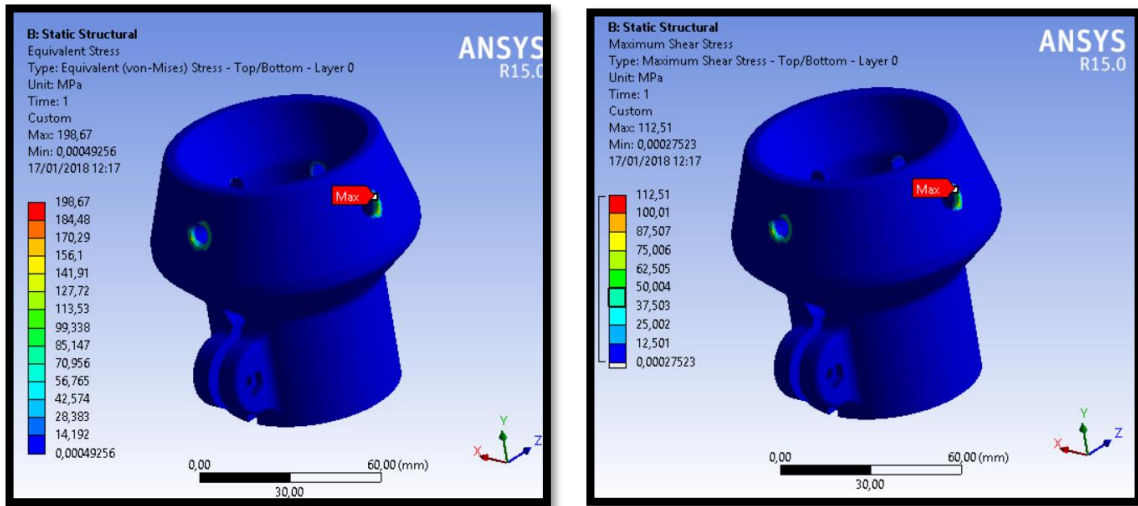 B: Static Structural
Equivalent Stress
Type: Equivalent (von-Mises) Stress - Top/Bottom - Layer 0
Unit: MPa
Time: 1
Custom
Max: 198,67
Min: 0,00049256
17/01/2018 12:17
ANSYS
R15.0
Max
198,67
184,48
170,29
156,1
141,91
127,72
113,53
99,338
85,147
70,956
56,765
42,574
28,383
14,192
0,00049256
0,00
60,00 (mm)
30,00
Y
X
Z
B: Static Structural
Maximum Shear Stress
Type: Maximum Shear Stress - Top/Bottom - Layer 0
Unit: MPa
Time: 1
Custom
Max: 112,51
Min: 0,00027523
17/01/2018 12:17
ANSYS
R15.0
Max
112,51
100,01
87,507
75,006
62,505
50,004
37,503
25,002
12,501
0,00027523
0,00
60,00 (mm)
30,00
Y
X
Z